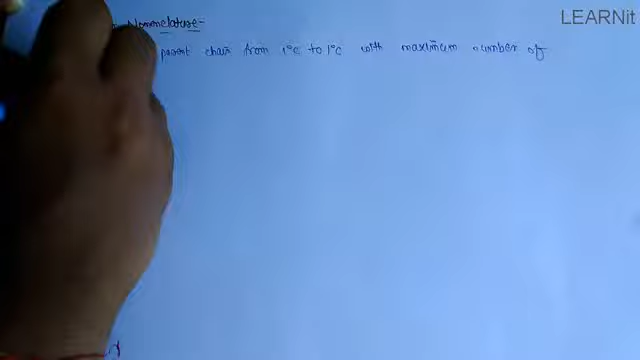 LEARNit
Nomenclature:-
parent chain from 1°C to 1°C with maximum number of